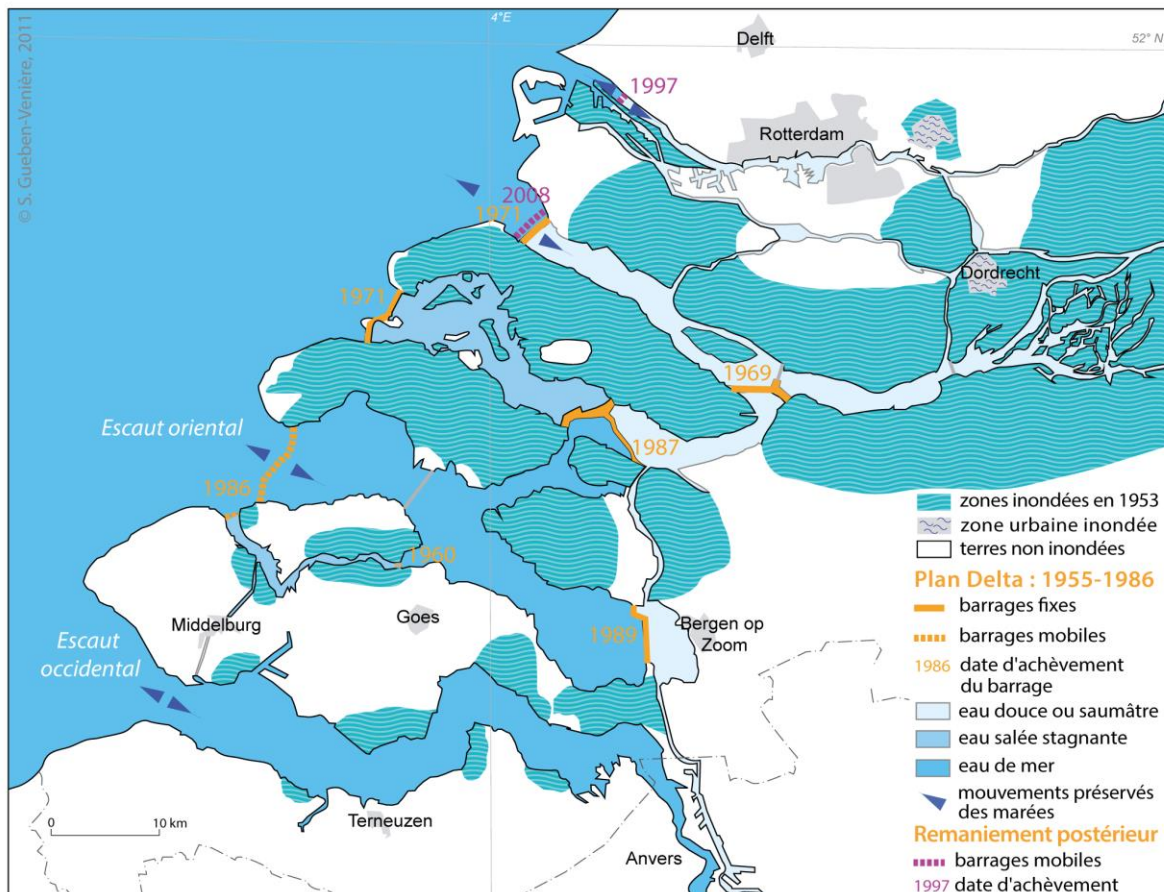 © S. Gueben-Venière, 2011
4°E
52° N
Delft
1997
Rotterdam
2008
1971
Dordrecht
1971
1969
Escaut oriental
1987
1986
1960
Middelburg
Goes
1989
Bergen op
Zoom
Escaut
occidental
Terneuzen
Anvers
0 10 km
zones inondées en 1953
zone urbaine inondée
terres non inondées
Plan Delta : 1955-1986
barrages fixes
barrages mobiles
1986 date d'achèvement
du barrage
eau douce ou saumâtre
eau salée stagnante
eau de mer
mouvements préservés
des marées
Remaniement postérieur
barrages mobiles
1997 date d'achèvement